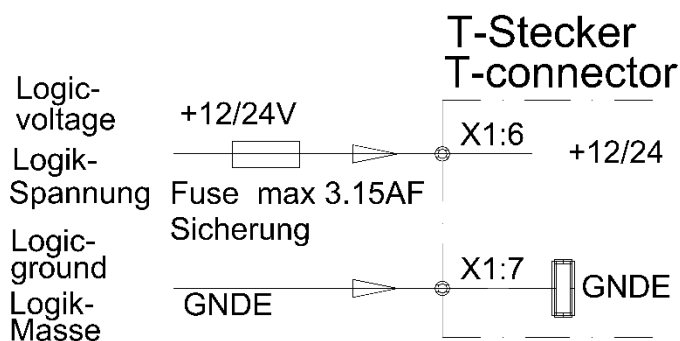 T-Stecker
T-connector
Logic-
voltage
+12/24V
X1:6
+12/24
Logik-
Spannung
Fuse max 3.15AF
Sicherung
Logic-
ground
X1:7
GNDE
GNDE
Logik-
Masse